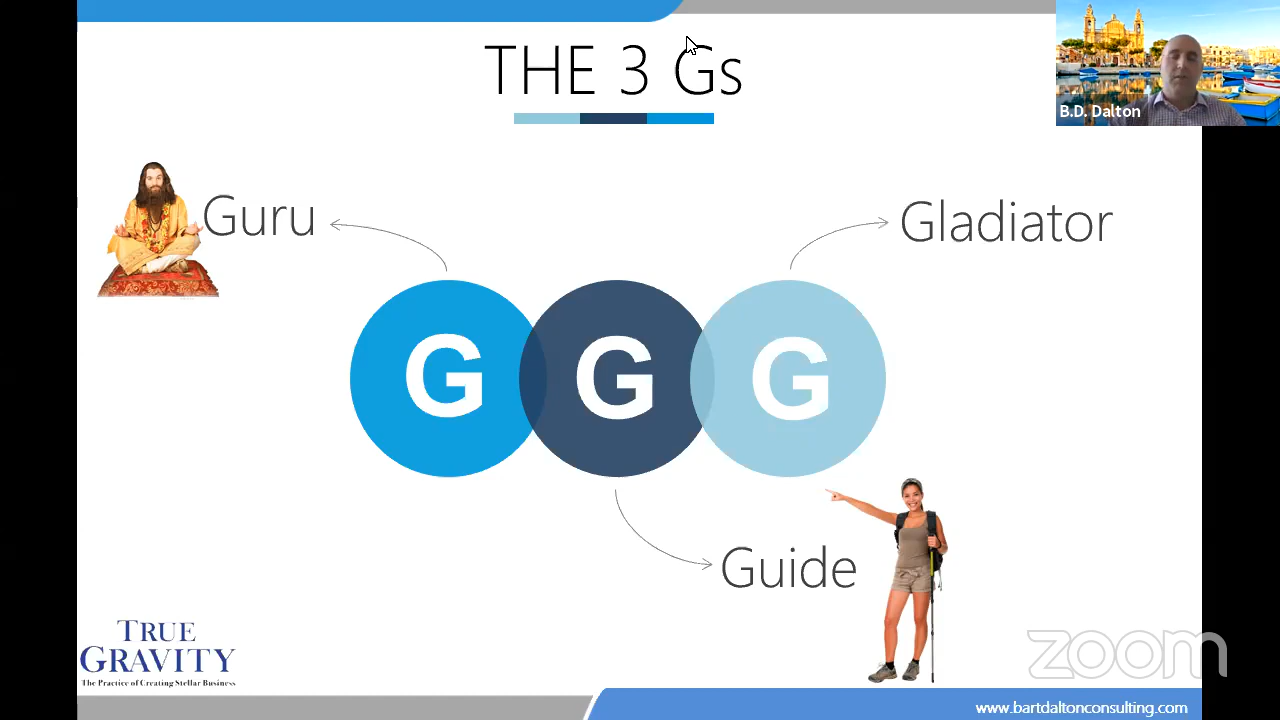 THE 3 Gs
B.D. Dalton
Guru
Gladiator
G G G
Guide
TRUE
GRAVITY
The Practice of Creating Stellar Business
zoom
www.bartdaltonconsulting.com